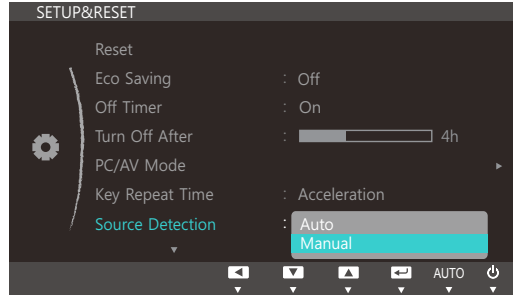 SETUP&RESET
Reset
Eco Saving : Off
Off Timer : On
Turn Off After : 4h
PC/AV Mode
Key Repeat Time : Acceleration
Source Detection : Auto
Manual
AUTO